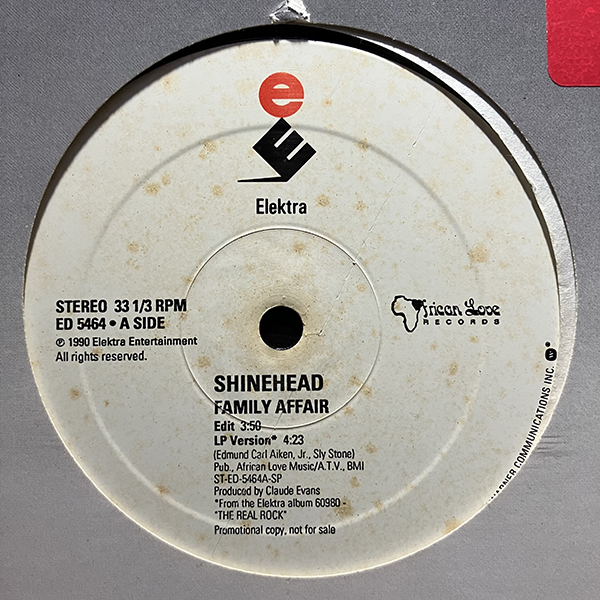 e
E
Elektra
STEREO 33 1/3 RPM
ED 5464 • A SIDE
℗ 1990 Elektra Entertainment
All rights reserved.
African Love
RECORDS
SHINEHEAD
FAMILY AFFAIR
Edit 3:50
LP Version* 4:23
(Edmund Carl Aiken, Jr., Sly Stone)
Pub., African Love Music/A.T.V., BMI
ST-ED-5464A-SP
Produced by Claude Evans
*From the Elektra album 60980 -
"THE REAL ROCK"
Promotional copy, not for sale
WARNER COMMUNICATIONS INC.